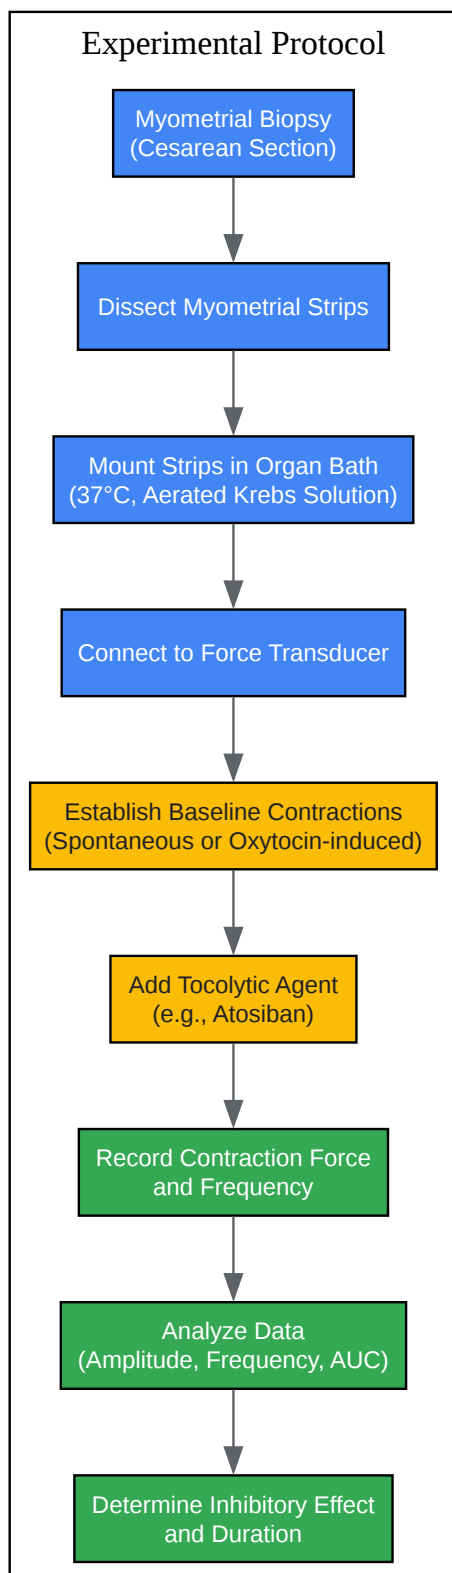 Experimental Protocol
Myometrial Biopsy
(Cesarean Section)
Dissect Myometrial Strips
Mount Strips in Organ Bath
(37°C, Aerated Krebs Solution)
Connect to Force Transducer
Establish Baseline Contractions
(Spontaneous or Oxytocin-induced)
Add Tocolytic Agent
(e.g., Atosiban)
Record Contraction Force
and Frequency
Analyze Data
(Amplitude, Frequency, AUC)
Determine Inhibitory Effect
and Duration